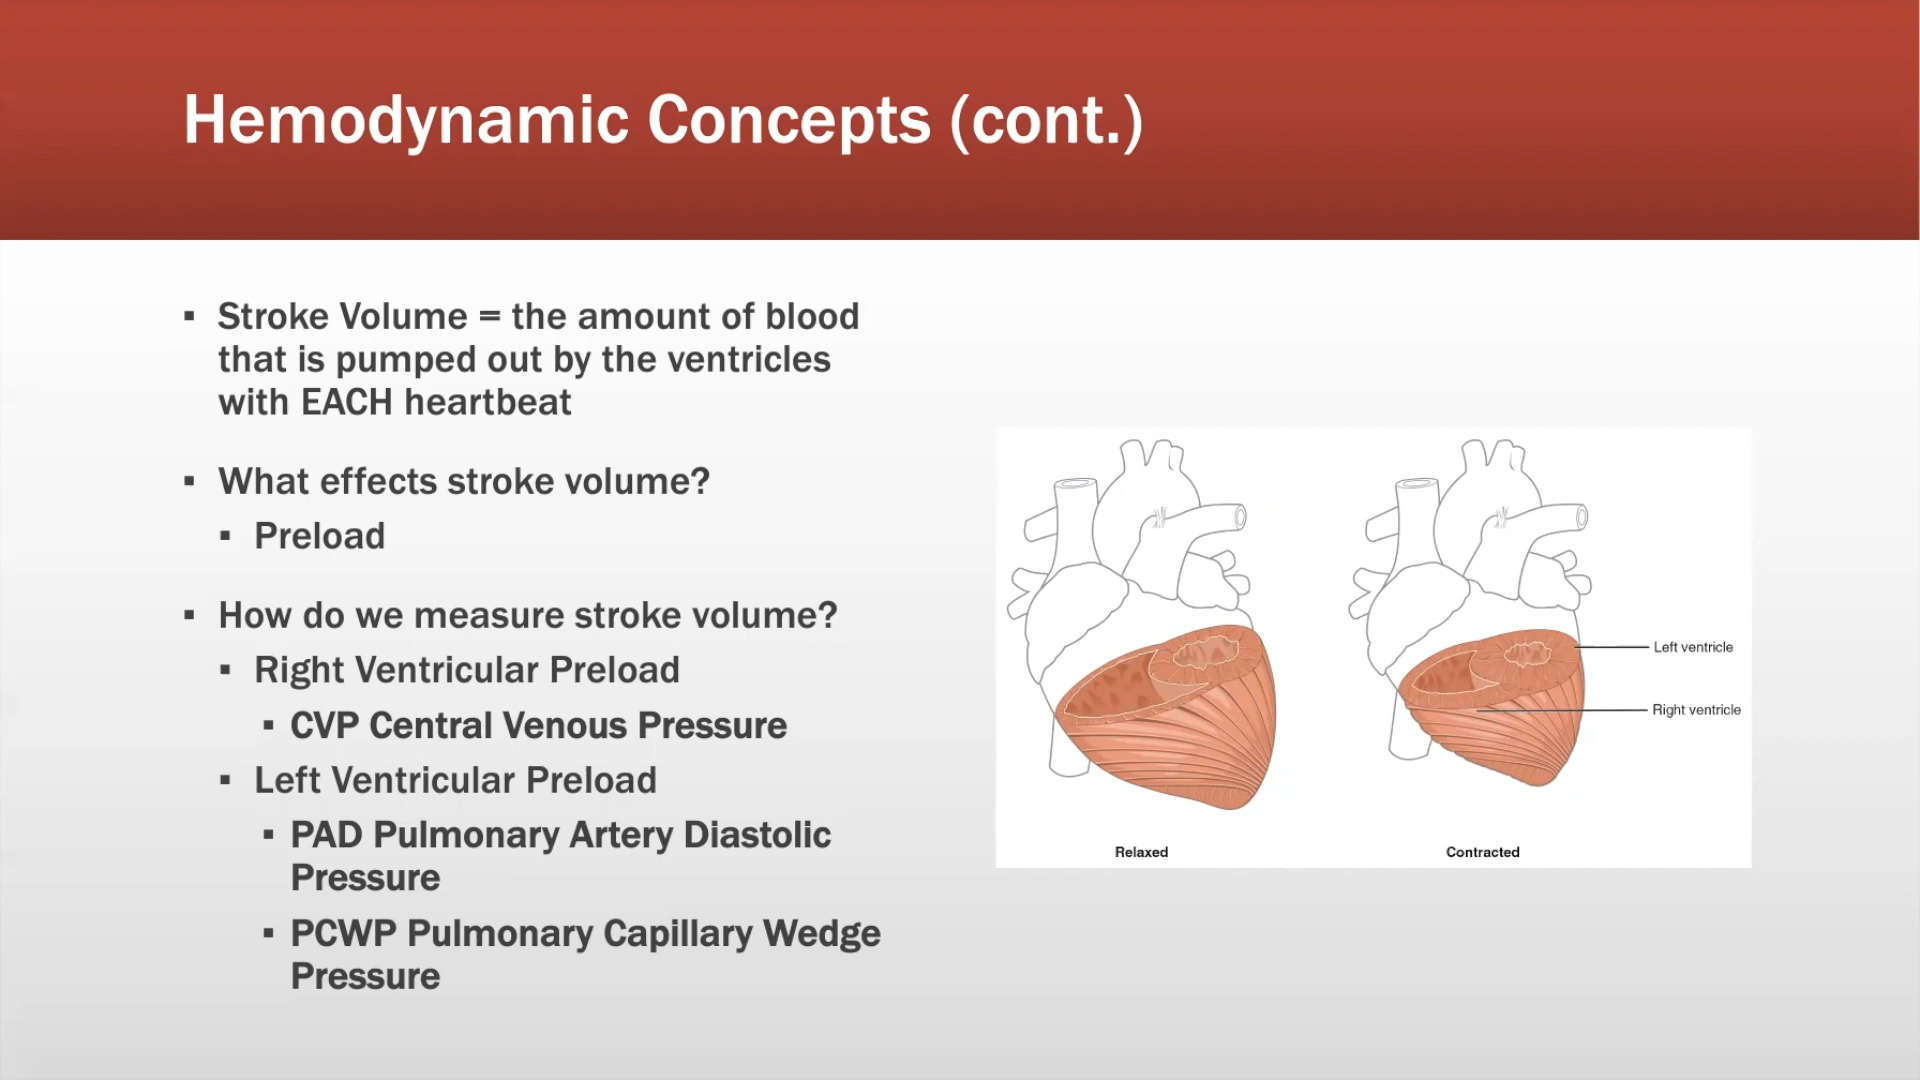 Hemodynamic Concepts (cont.)
▪ Stroke Volume = the amount of blood
that is pumped out by the ventricles
with EACH heartbeat
▪ What effects stroke volume?
▪ Preload
▪ How do we measure stroke volume?
▪ Right Ventricular Preload
▪ CVP Central Venous Pressure
▪ Left Ventricular Preload
▪ PAD Pulmonary Artery Diastolic
Pressure
▪ PCWP Pulmonary Capillary Wedge
Pressure
Left ventricle
Right ventricle
Relaxed
Contracted